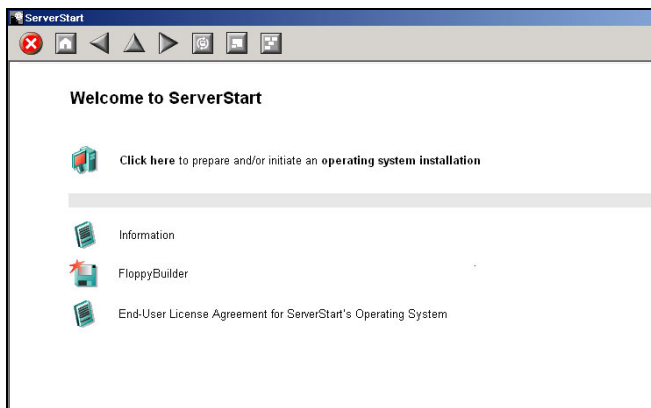 ServerStart
Welcome to ServerStart
Click here to prepare and/or initiate an operating system installation
Information
FloppyBuilder
End-User License Agreement for ServerStart's Operating System